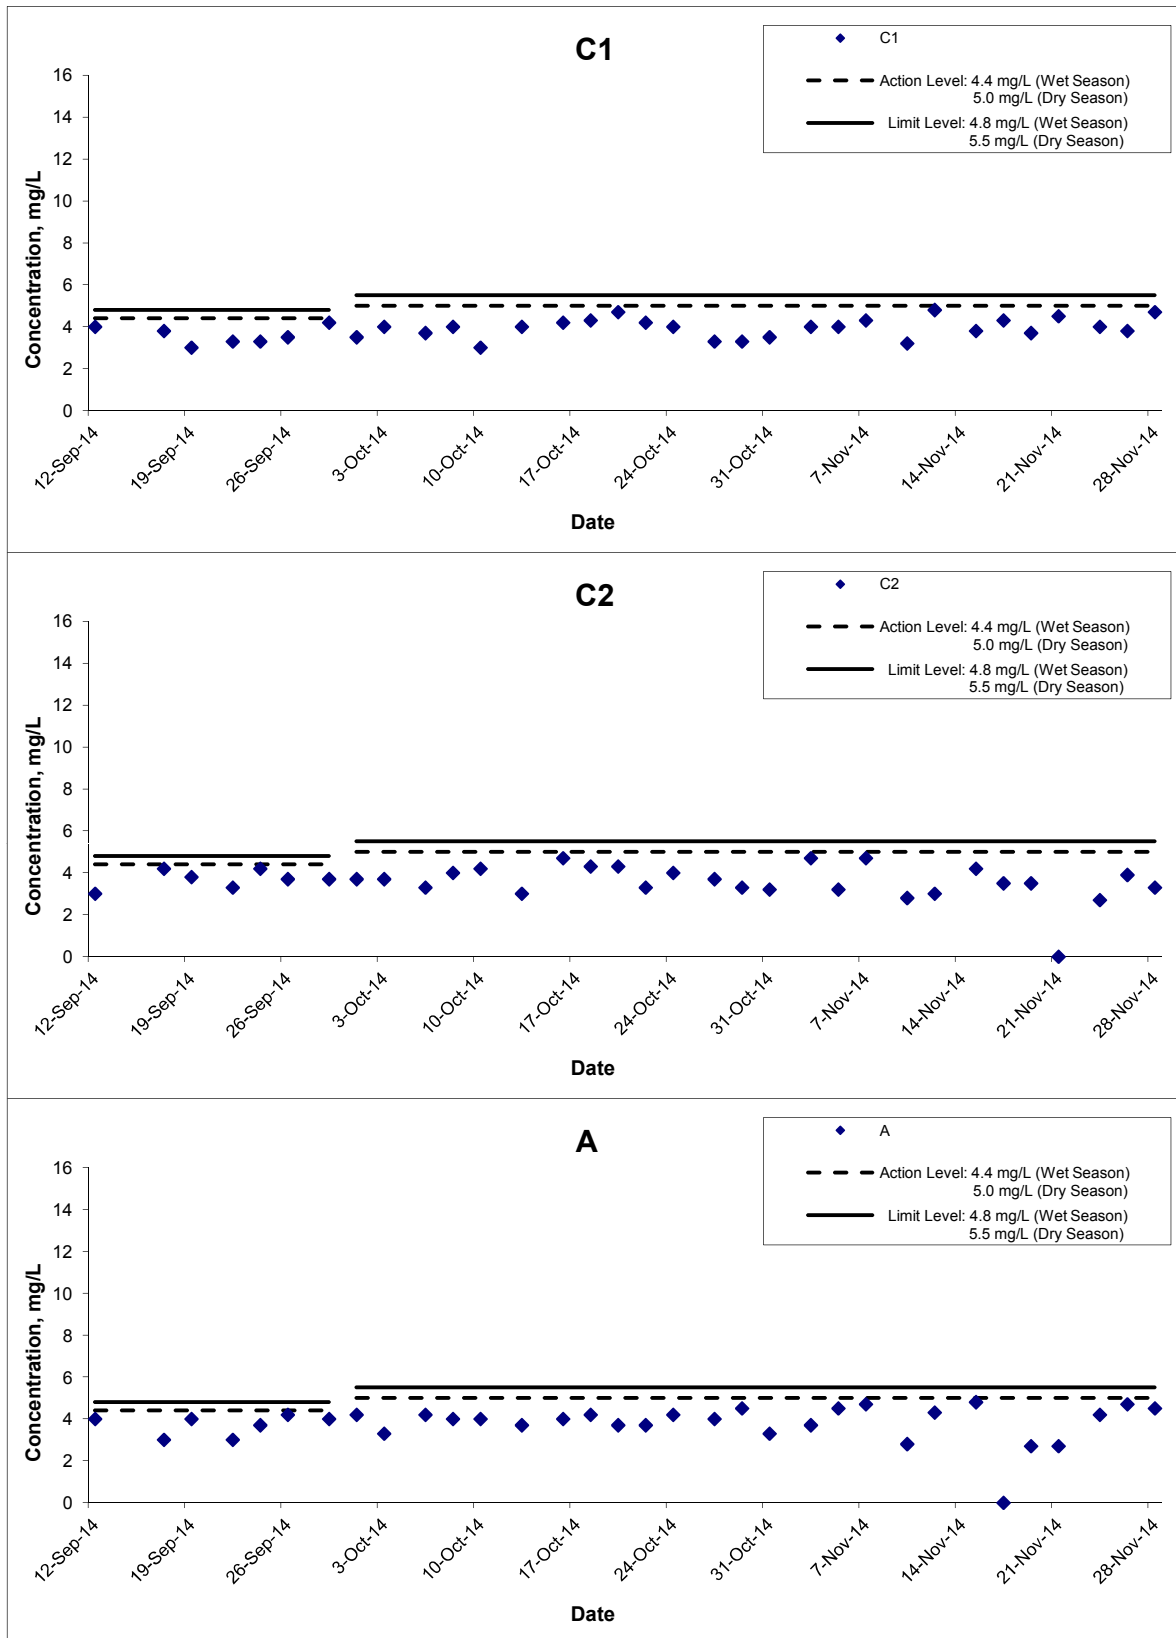 C1
C1
Action Level: 4.4 mg/L (Wet Season)
5.0 mg/L (Dry Season)
Limit Level: 4.8 mg/L (Wet Season)
5.5 mg/L (Dry Season)
Concentration, mg/L
16
14
12
10
8
6
4
2
0
12-Sep-14
19-Sep-14
26-Sep-14
3-Oct-14
10-Oct-14
17-Oct-14
24-Oct-14
31-Oct-14
7-Nov-14
14-Nov-14
21-Nov-14
28-Nov-14
Date
C2
C2
Action Level: 4.4 mg/L (Wet Season)
5.0 mg/L (Dry Season)
Limit Level: 4.8 mg/L (Wet Season)
5.5 mg/L (Dry Season)
Concentration, mg/L
16
14
12
10
8
6
4
2
0
12-Sep-14
19-Sep-14
26-Sep-14
3-Oct-14
10-Oct-14
17-Oct-14
24-Oct-14
31-Oct-14
7-Nov-14
14-Nov-14
21-Nov-14
28-Nov-14
Date
A
A
Action Level: 4.4 mg/L (Wet Season)
5.0 mg/L (Dry Season)
Limit Level: 4.8 mg/L (Wet Season)
5.5 mg/L (Dry Season)
Concentration, mg/L
16
14
12
10
8
6
4
2
0
12-Sep-14
19-Sep-14
26-Sep-14
3-Oct-14
10-Oct-14
17-Oct-14
24-Oct-14
31-Oct-14
7-Nov-14
14-Nov-14
21-Nov-14
28-Nov-14
Date